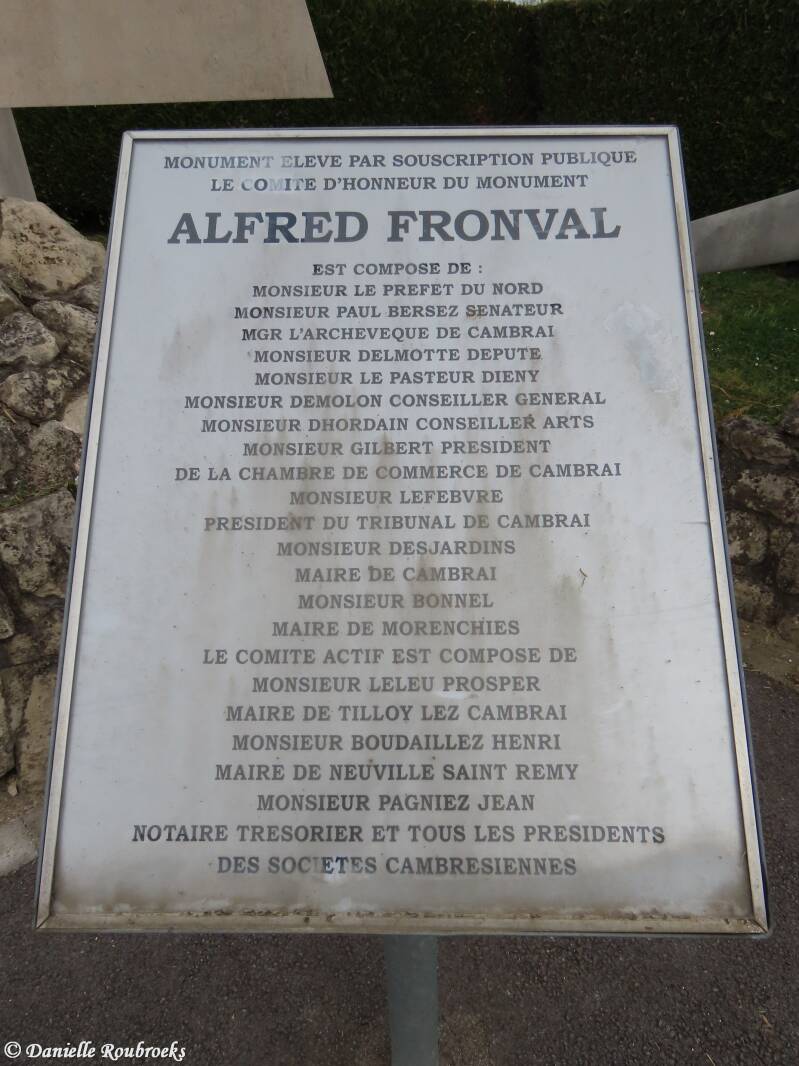 MONUMENT ELEVE PAR SOUSCRIPTION PUBLIQUE
LE COMITE D'HONNEUR DU MONUMENT
ALFRED FRONVAL
EST COMPOSE DE :
MONSIEUR LE PREFET DU NORD
MONSIEUR PAUL BERSEZ SENATEUR
MGR L'ARCHEVEQUE DE CAMBRAI
MONSIEUR DELMOTTE DEPUTE
MONSIEUR LE PASTEUR DIENY
MONSIEUR DEMOLON CONSEILLER GENERAL
MONSIEUR DHORDAIN CONSEILLER ARTS
MONSIEUR GILBERT PRESIDENT
DE LA CHAMBRE DE COMMERCE DE CAMBRAI
MONSIEUR LEFEBVRE
PRESIDENT DU TRIBUNAL DE CAMBRAI
MONSIEUR DESJARDINS
MAIRE DE CAMBRAI
MONSIEUR BONNEL
MAIRE DE MORENCHIES
LE COMITE ACTIF EST COMPOSE DE
MONSIEUR LELEU PROSPER
MAIRE DE TILLOY LEZ CAMBRAI
MONSIEUR BOUDAILLEZ HENRI
MAIRE DE NEUVILLE SAINT REMY
MONSIEUR PAGNIEZ JEAN
NOTAIRE TRESORIER ET TOUS LES PRESIDENTS
DES SOCIETES CAMBRESIENNES
© Danielle Roubroeks